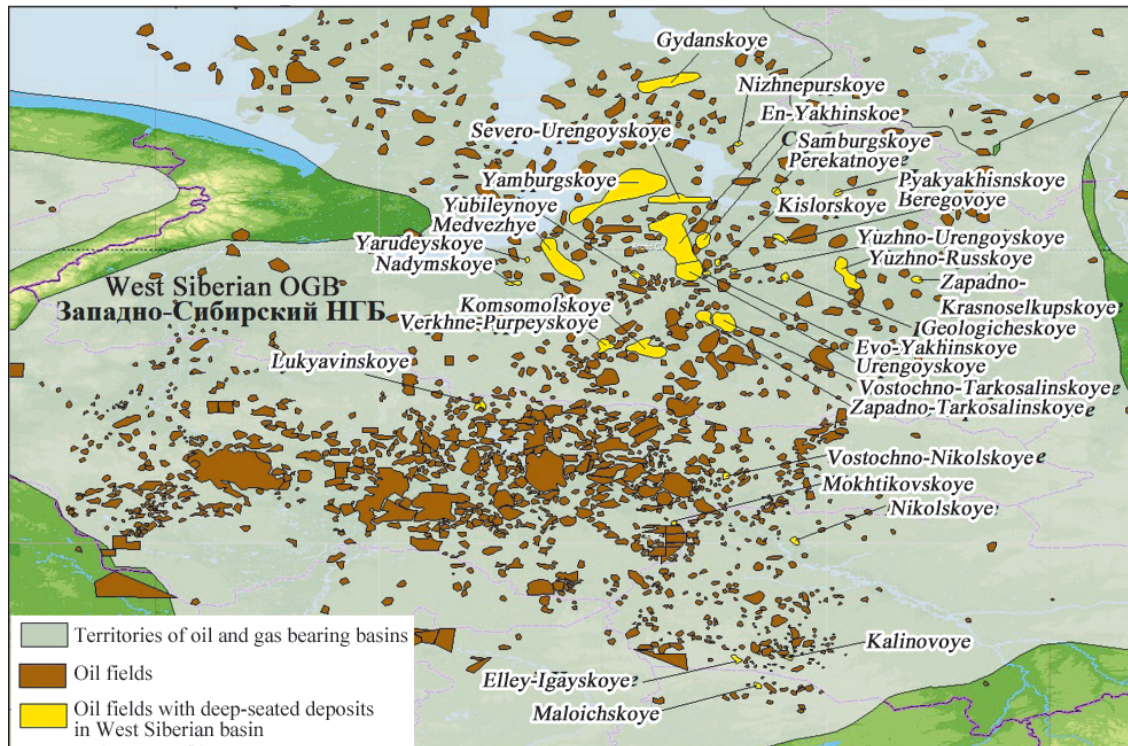 Gydanskoye
Nizhnepurskoye
En-Yakhinskoe
Severo-Urengoyskoye
Samburgskoye
Perekatnoye
Yamburgskoye
Pyakyakhisnskoye
Yubileynoye
Kislorskoye
Beregovoye
Medvezhye
Yarudeyskoye
Yuzhno-Urengoyskoye
Nadymskoye
Yuzhno-Russkoye
West Siberian OGB
Западно-Сибирский НГБ
Zapadno-
Krasnoselkupskoye
Komsomolskoye
Verkhne-Purpeyskoye
Geologicheskoye
Evo-Yakhinskoye
Lukyavinskoye
Urengoyskoye
Vostochno-Tarkosalinskoye
Zapadno-Tarkosalinskoye
Vostochno-Nikolskoye
Mokhtikovskoye
Nikolskoye
Kalinovoye
Elley-Igayskoye
Maloichskoye
Territories of oil and gas bearing basins
Oil fields
Oil fields with deep-seated deposits
in West Siberian basin